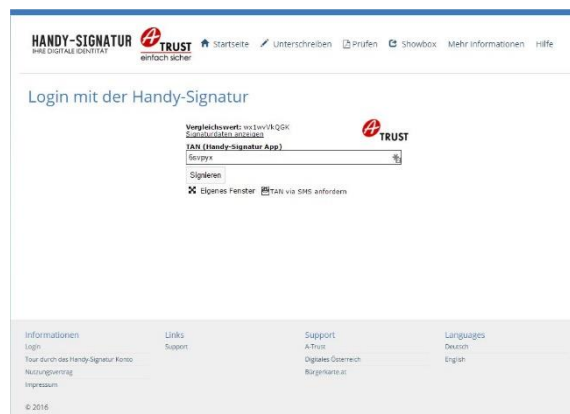 HANDY-SIGNATUR
IHRE DIGITALE IDENTITÄT
A TRUST
einfach sicher
Startseite Unterschreiben Prüfen Showbox Mehr Informationen Hilfe
Login mit der Handy-Signatur
Vergleichswert: wx1wvVkQGK
Signaturdaten anzeigen
A TRUST
TAN (Handy-Signatur App)
6svpyx
Signieren
Eigenes Fenster TAN via SMS anfordern
Informationen
Login
Tour durch das Handy-Signatur Konto
Nutzungsvertrag
Impressum
Links
Support
Support
A-Trust
Digitales Österreich
Bürgerkarte.at
Languages
Deutsch
English
© 2016